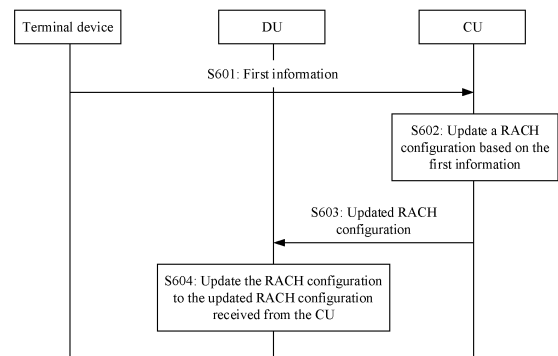 Terminal device
DU
CU
S601: First information
S602: Update a RACH
configuration based on the
first information
S603: Updated RACH
configuration
S604: Update the RACH configuration
to the updated RACH configuration
received from the CU